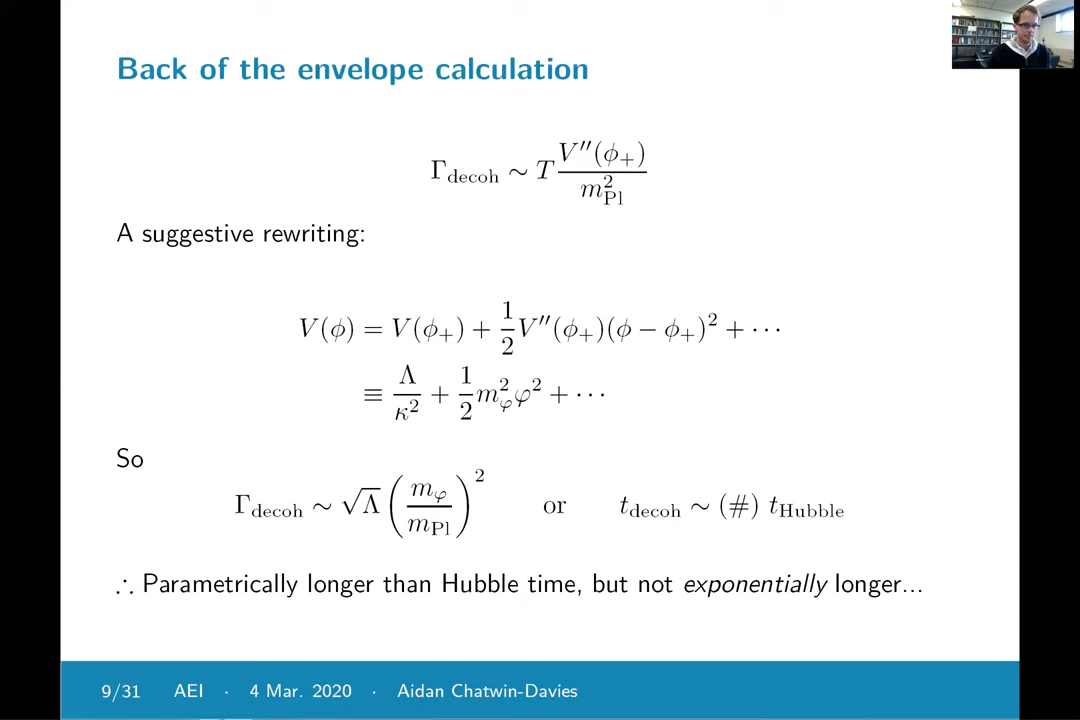 Back of the envelope calculation
Γ_decoh ∼ T V′′(ϕ₊) / m²_Pl
A suggestive rewriting:
V(ϕ) = V(ϕ₊) + 1/2 V′′(ϕ₊)(ϕ − ϕ₊)² + ⋯
≡ Λ/κ² + 1/2 m²_φ φ² + ⋯
So
Γ_decoh ∼ √Λ (m_φ / m_Pl)² or t_decoh ∼ (#) t_Hubble
∴ Parametrically longer than Hubble time, but not exponentially longer...
9/31 AEI · 4 Mar. 2020 · Aidan Chatwin-Davies